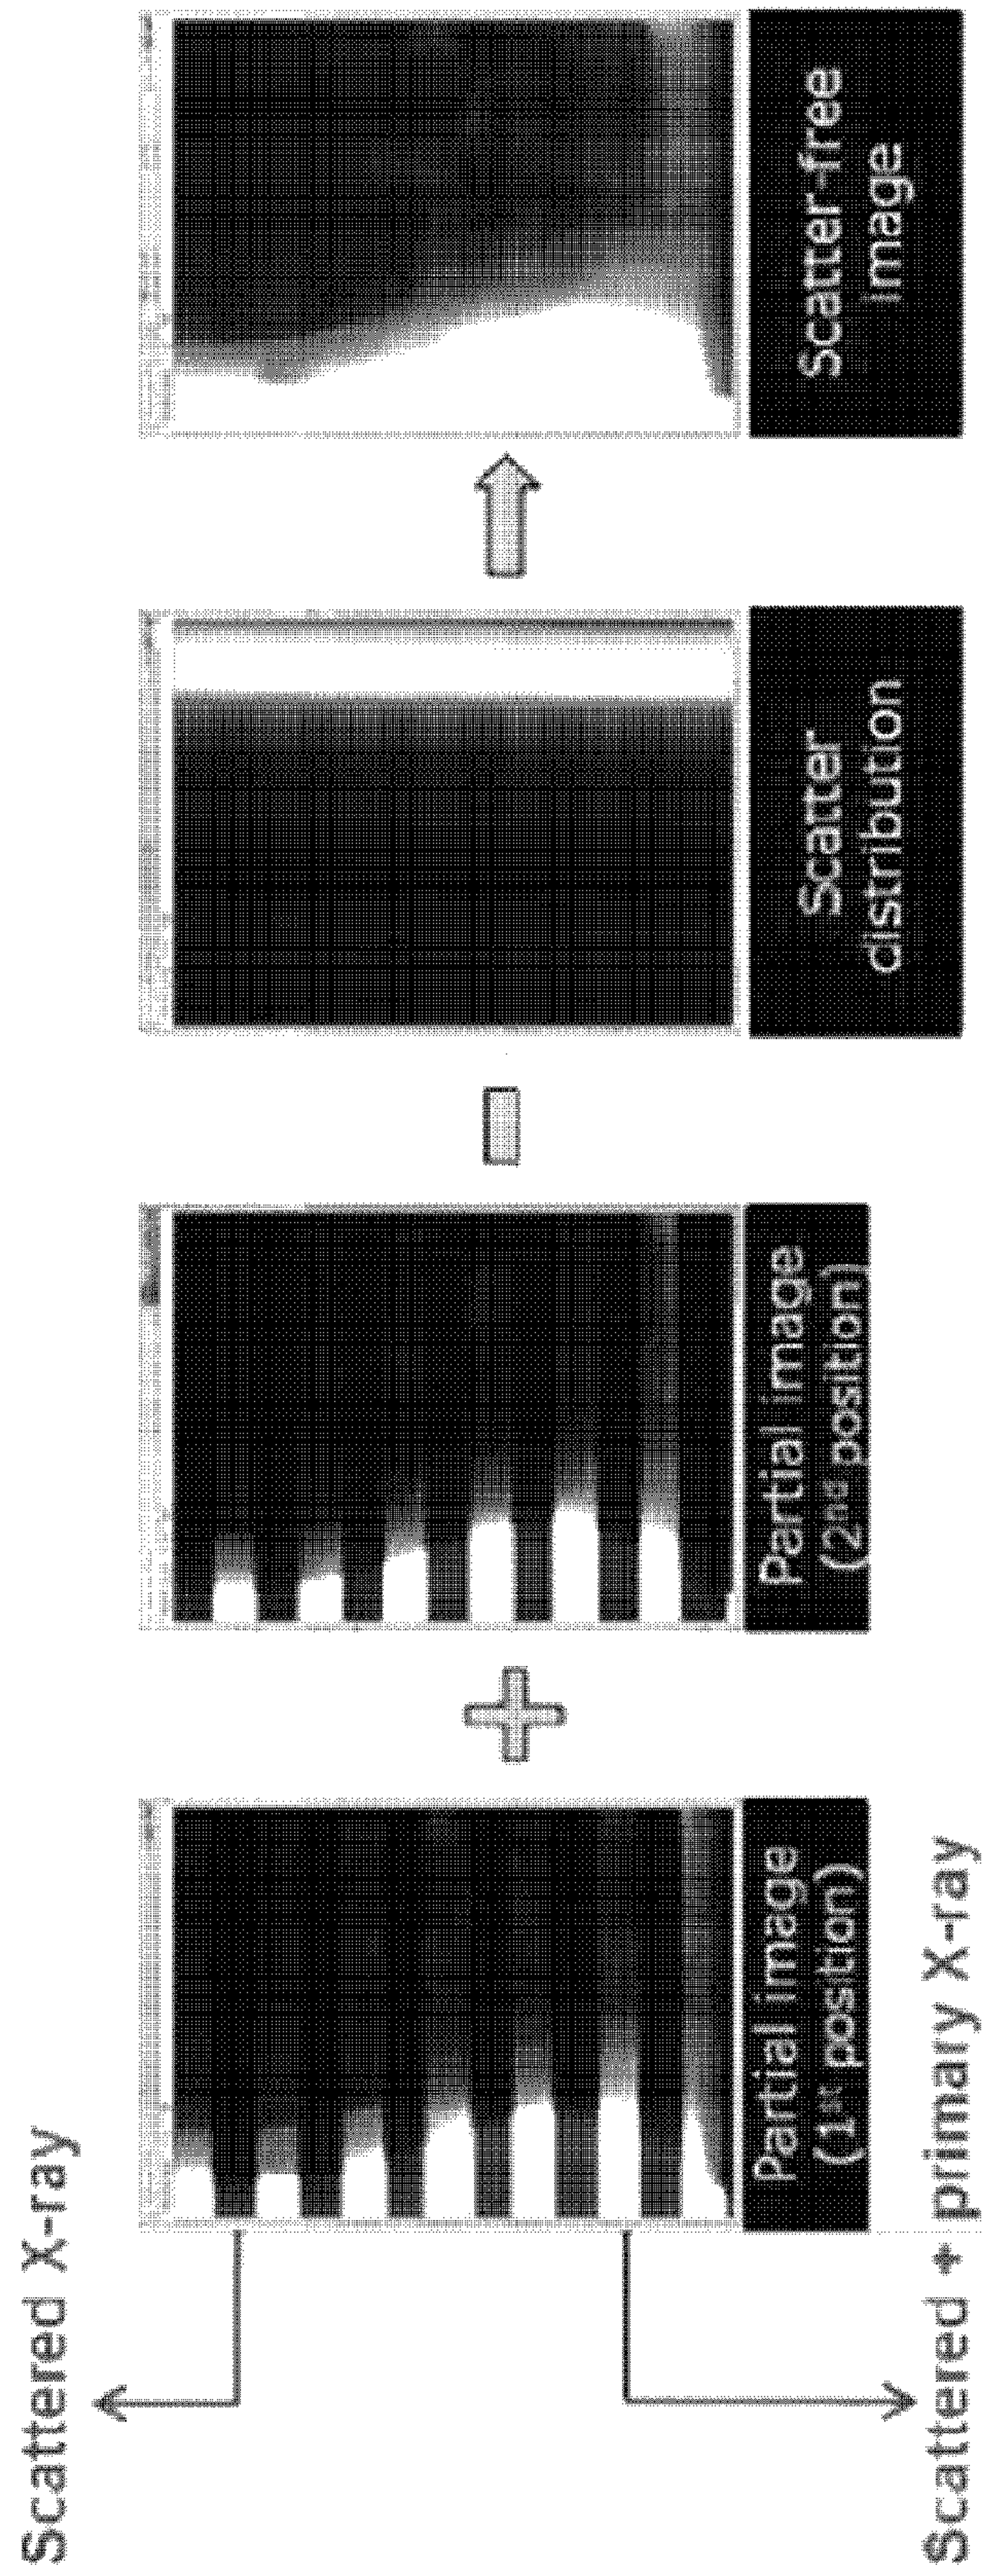 Scattered X-ray
Partial image
(1st position)
Scattered + primary X-ray
Partial image
(2nd position)
Scatter
distribution
Scatter-free
image